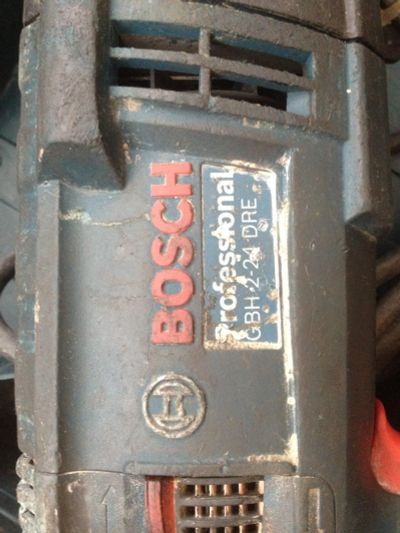 BOSCH
Professional
GBH 2-24 DRE